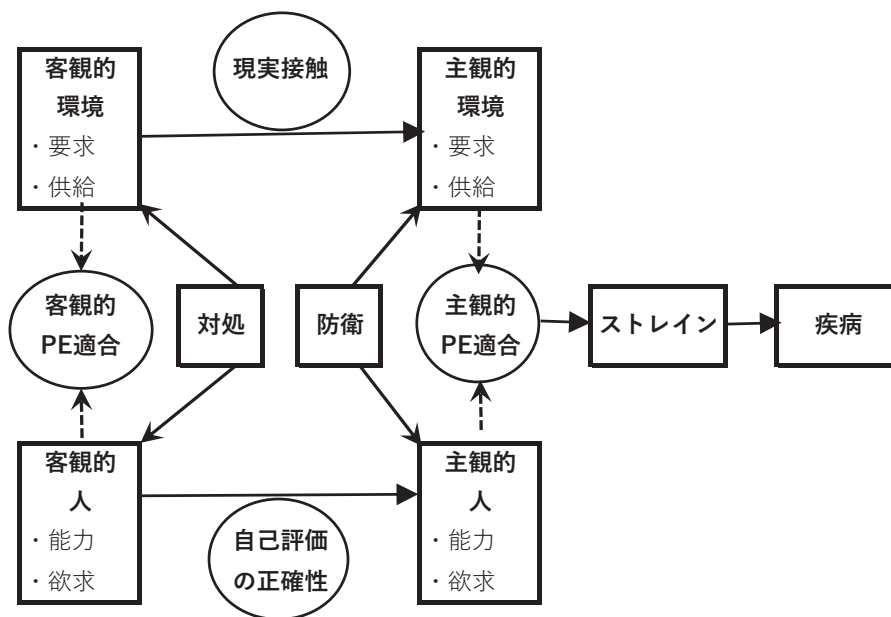 客観的
環境
・要求
・供給
現実接触
主観的
環境
・要求
・供給
客観的
PE適合
対処
防衛
主観的
PE適合
ストレイン
疾病
客観的
人
・能力
・欲求
自己評価
の正確性
主観的
人
・能力
・欲求